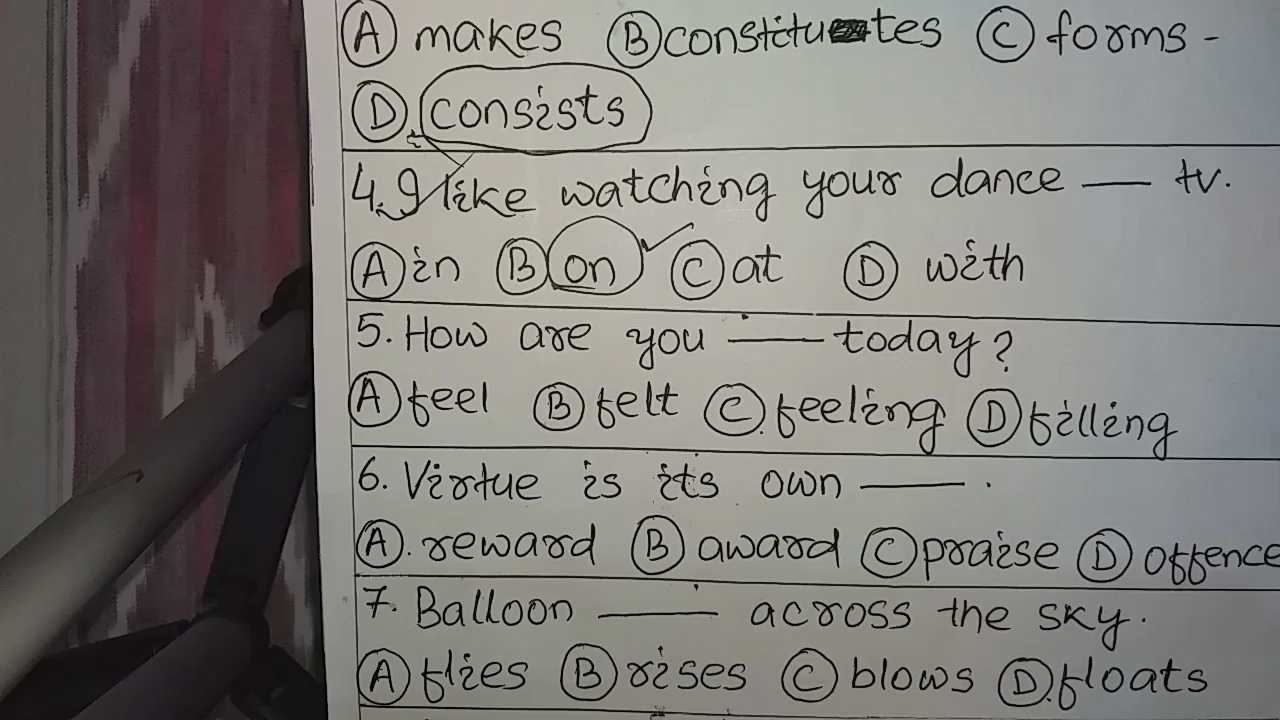 (A) makes (B) constitutes (C) forms -
(D) consists
4. I like watching your dance — tv.
(A) in (B) on ✓ (C) at (D) with
5. How are you — today?
(A) feel (B) felt (C) feeling (D) filling
6. Virtue is its own — .
(A). reward (B) award (C) praise (D) offence
7. Balloon — across the sky.
(A) flies (B) rises (C) blows (D). floats